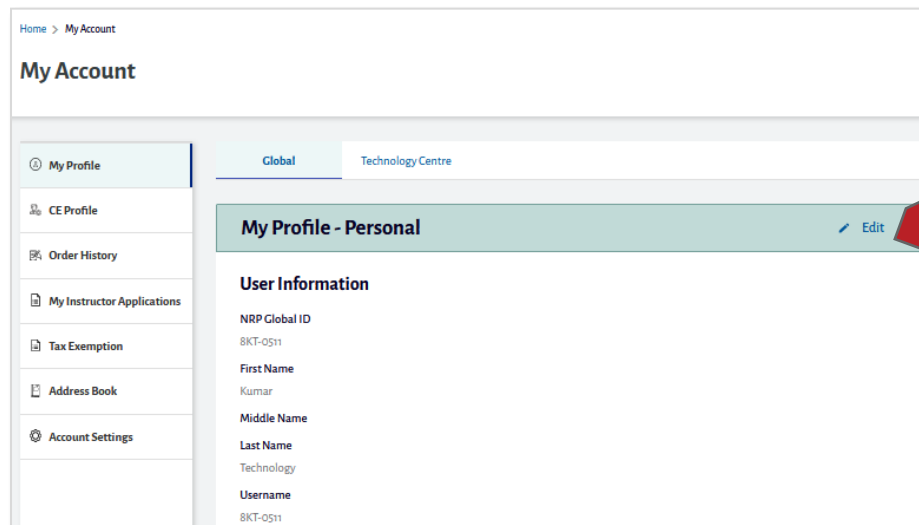 Home > My Account
My Account
My Profile
CE Profile
Order History
My Instructor Applications
Tax Exemption
Address Book
Account Settings
Global
Technology Centre
My Profile - Personal
Edit
User Information
NRP Global ID
8KT-0511
First Name
Kumar
Middle Name
Last Name
Technology
Username
8KT-0511